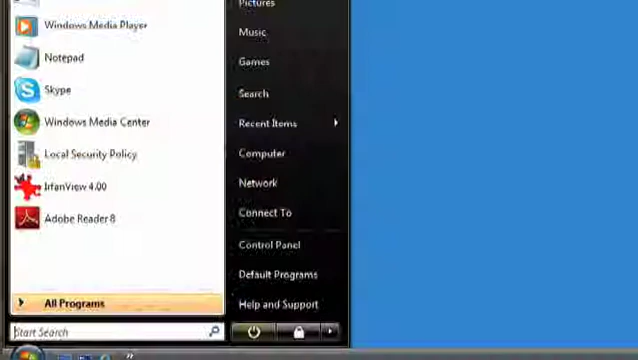 Pictures
Windows Media Player
Music
Notepad
Games
Skype
Search
Windows Media Center
Recent Items
Local Security Policy
Computer
IrfanView 4.00
Network
Adobe Reader 8
Connect To
Control Panel
Default Programs
All Programs
Help and Support
Start Search